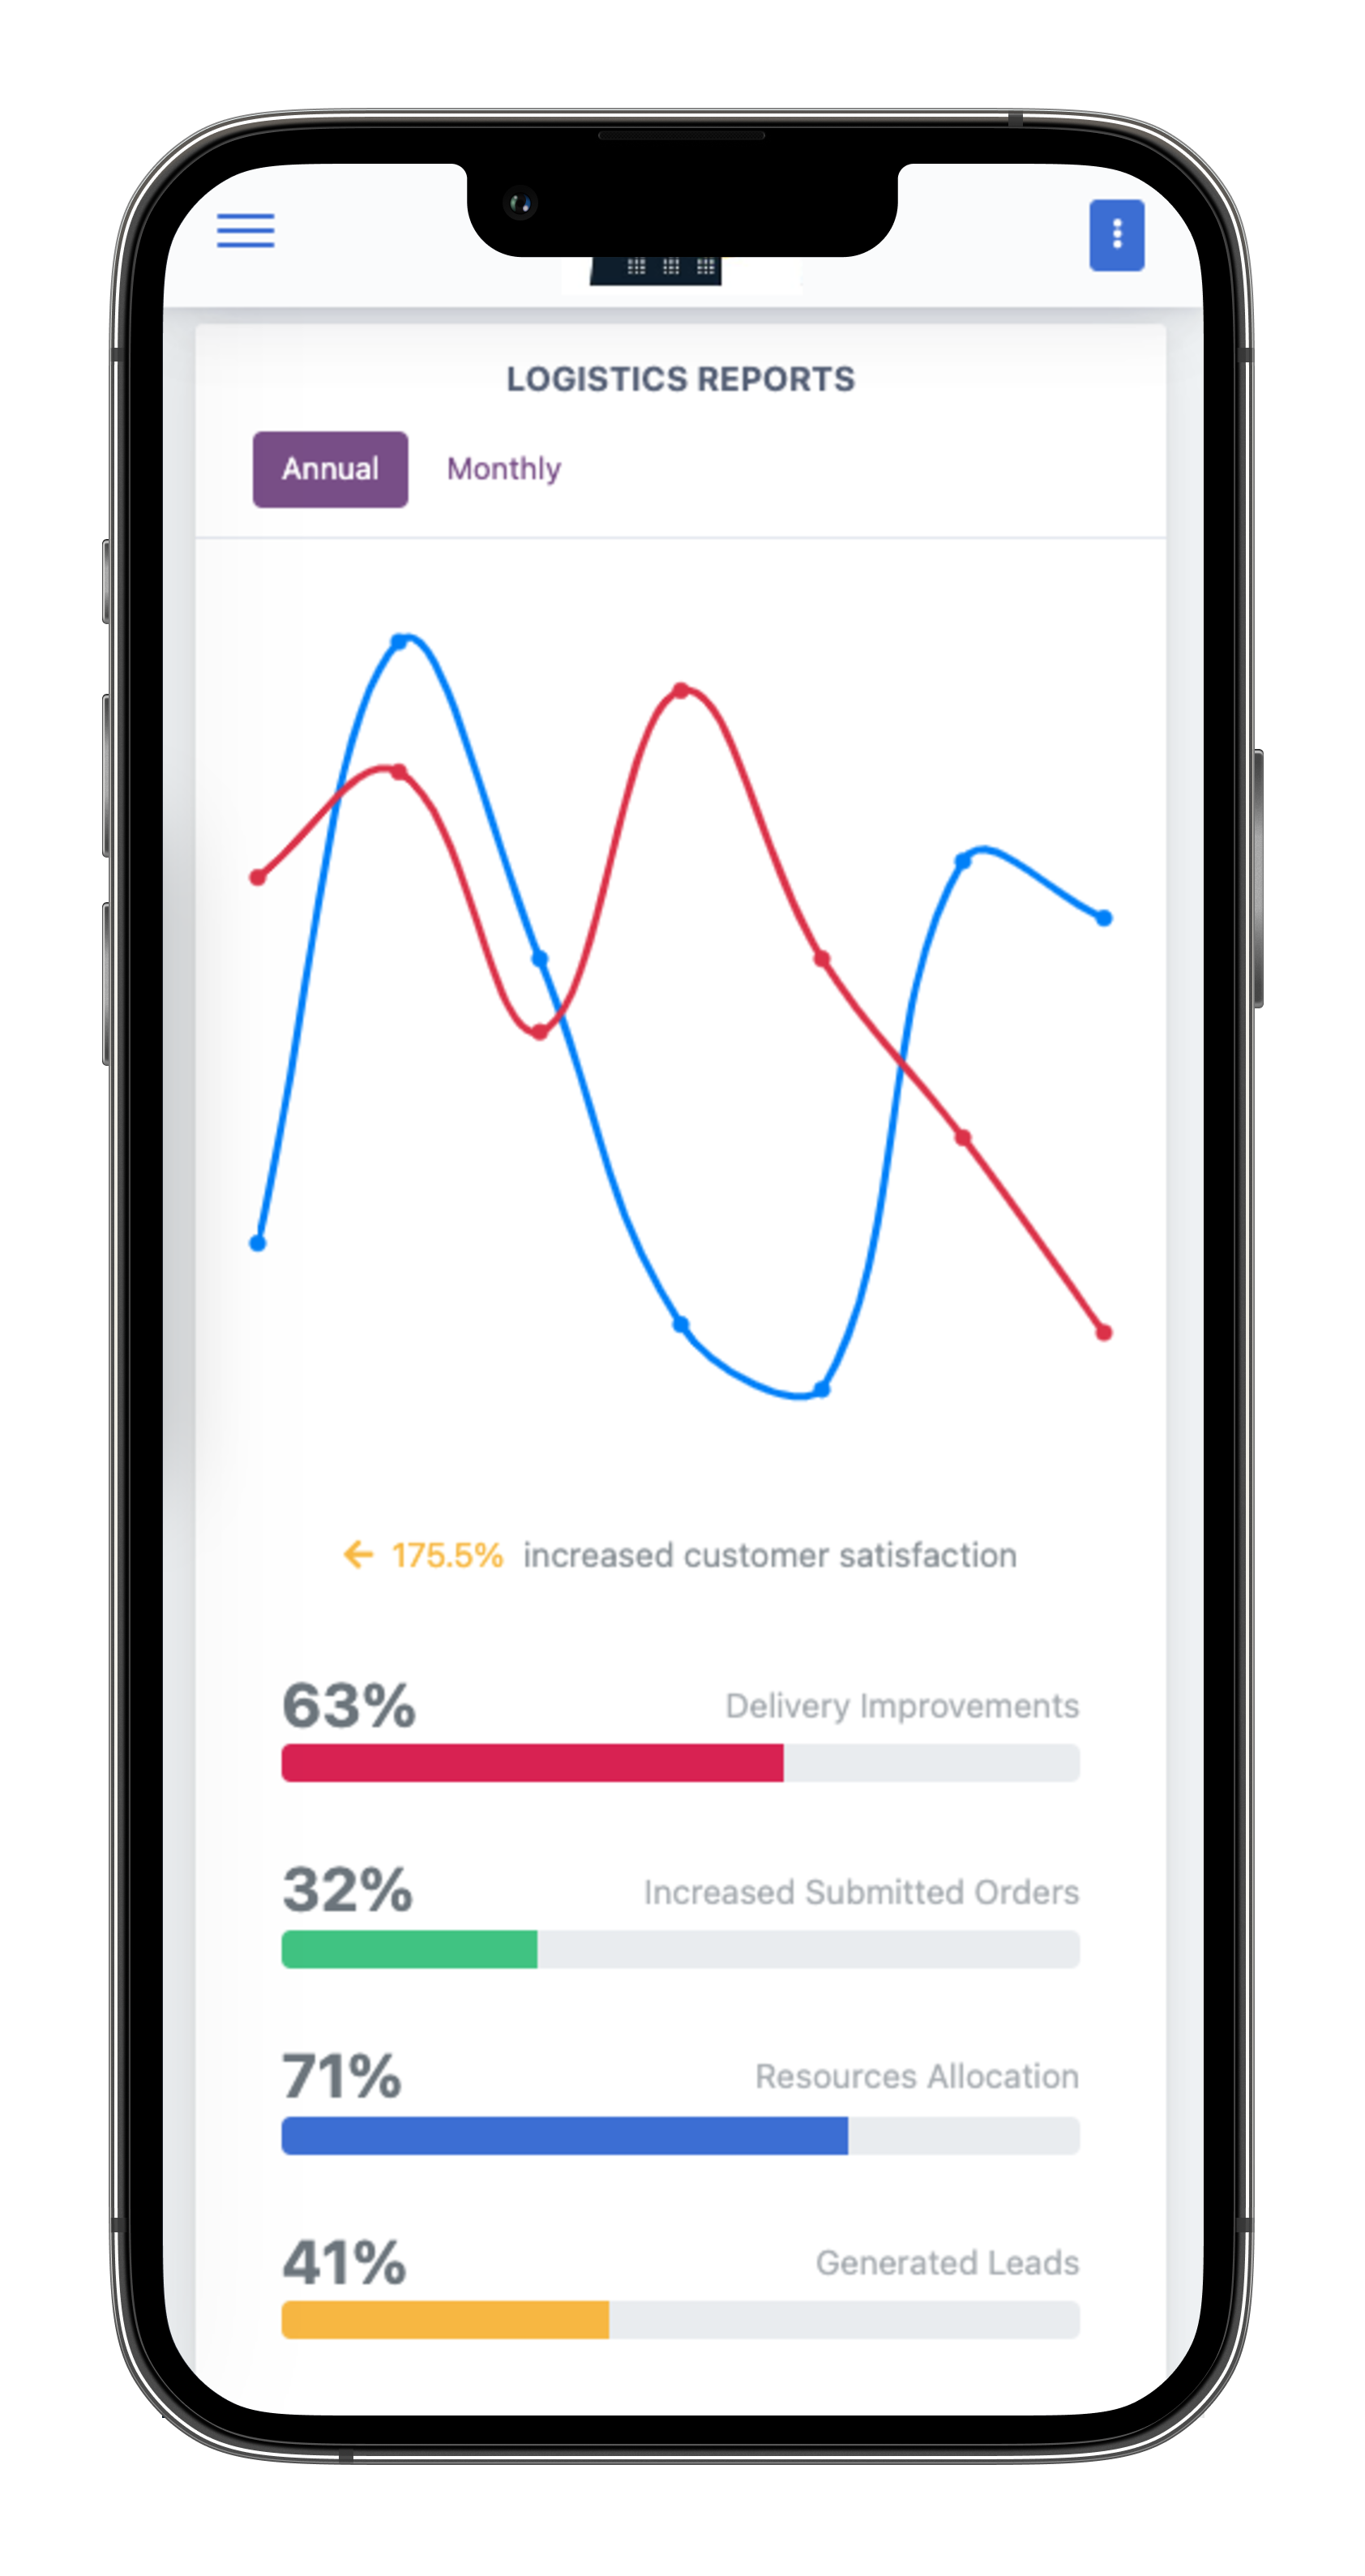 LOGISTICS REPORTS
Annual Monthly
175.5% increased customer satisfaction
63% Delivery Improvements
32% Increased Submitted Orders
71% Resources Allocation
41% Generated Leads